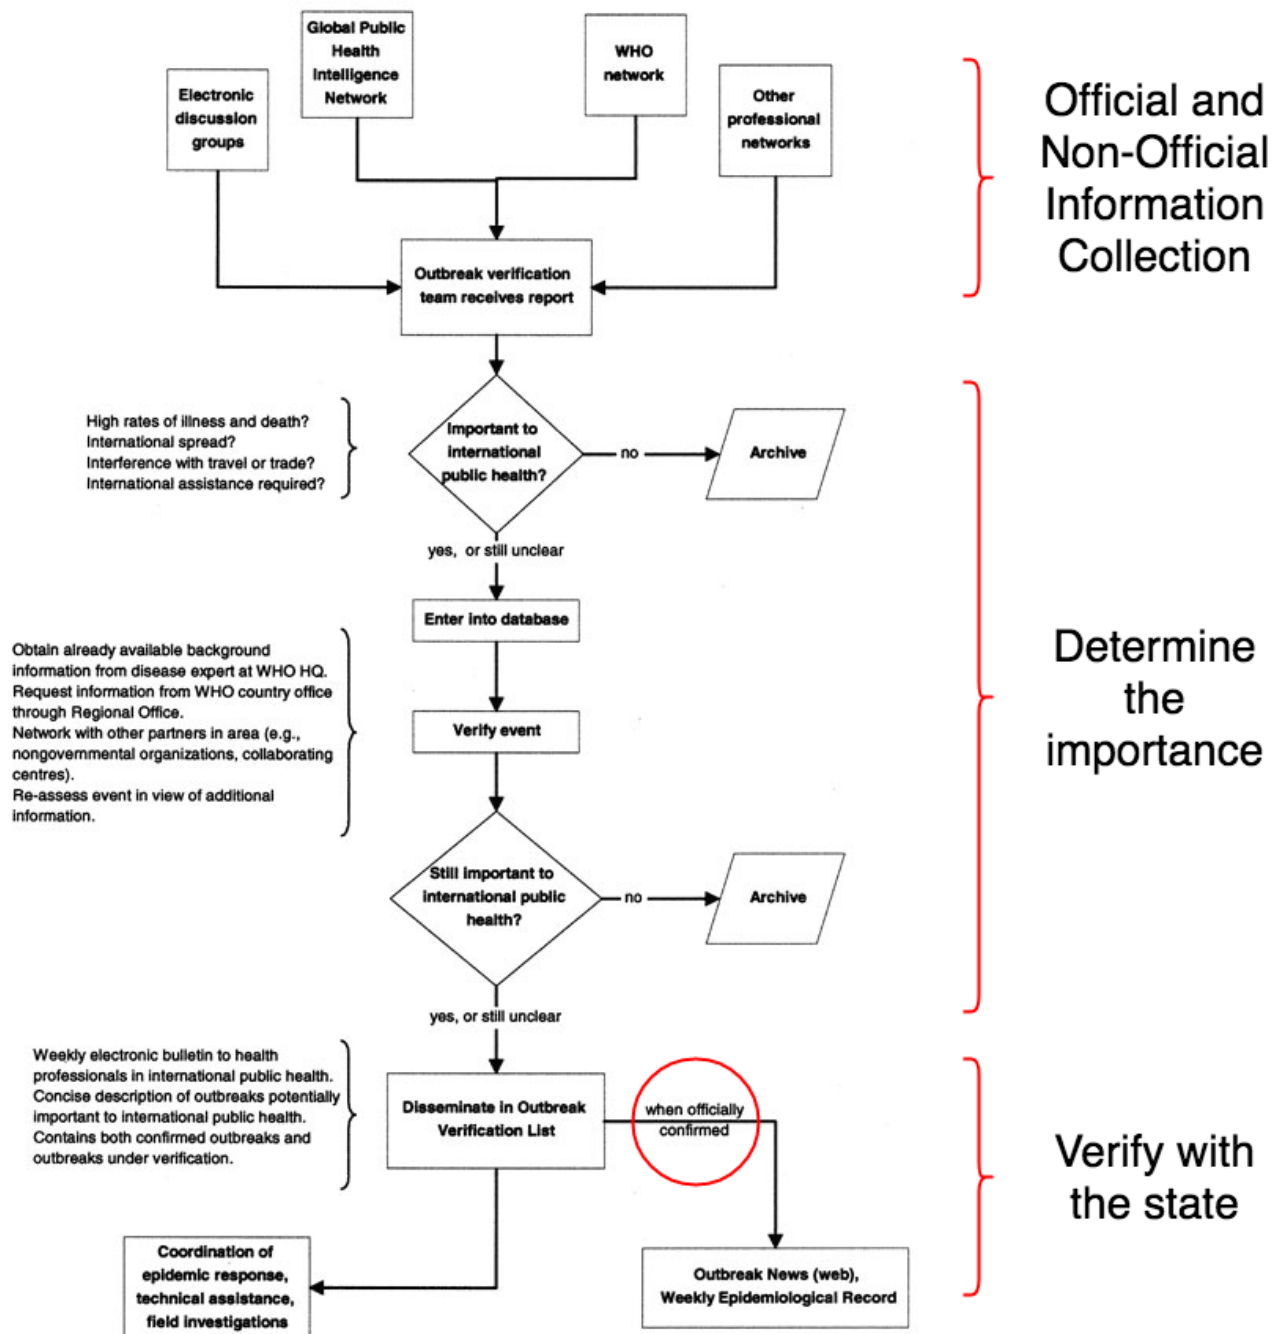 Global Public
Health
Intelligence
Network
WHO
network
Electronic
discussion
groups
Other
professional
networks
Official and
Non-Official
Information
Collection
Outbreak verification
team receives report
High rates of illness and death?
International spread?
Interference with travel or trade?
International assistance required?
Important to
international
public health?
no
Archive
yes, or still unclear
Enter into database
Obtain already available background
information from disease expert at WHO HQ.
Request information from WHO country office
through Regional Office.
Network with other partners in area (e.g.,
nongovernmental organizations, collaborating
centres).
Re-assess event in view of additional
information.
Verify event
Determine
the
importance
Still important to
international public
health?
no
Archive
yes, or still unclear
Weekly electronic bulletin to health
professionals in international public health.
Concise description of outbreaks potentially
important to international public health.
Contains both confirmed outbreaks and
outbreaks under verification.
Disseminate in Outbreak
Verification List
when officially
confirmed
Verify with
the state
Coordination of
epidemic response,
technical assistance,
field investigations
Outbreak News (web),
Weekly Epidemiological Record